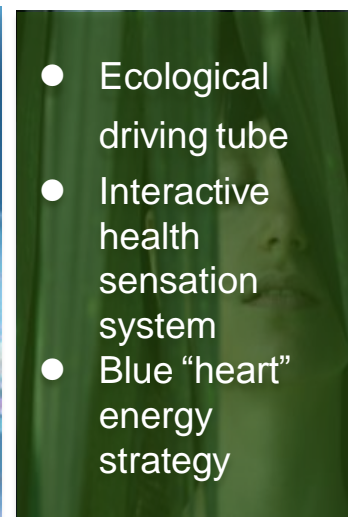 ● Ecological
driving tube
● Interactive
health
sensation
system
● Blue “heart”
energy
strategy